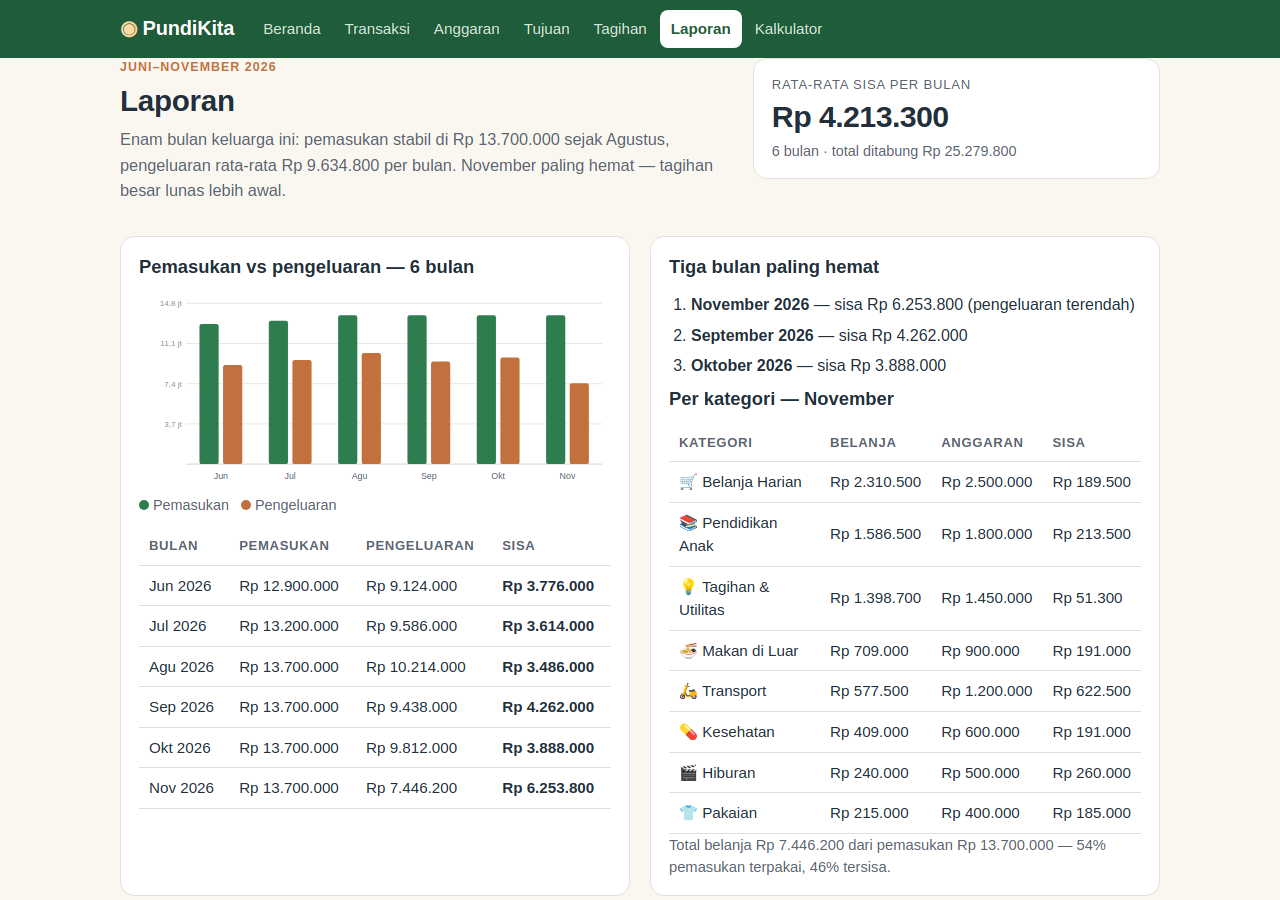 PundiKita Beranda Transaksi Anggaran Tujuan Tagihan Laporan Kalkulator
JUNI–NOVEMBER 2026
Laporan
Enam bulan keluarga ini: pemasukan stabil di Rp 13.700.000 sejak Agustus,
pengeluaran rata-rata Rp 9.634.800 per bulan. November paling hemat — tagihan
besar lunas lebih awal.
RATA-RATA SISA PER BULAN
Rp 4.213.300
6 bulan · total ditabung Rp 25.279.800
Pemasukan vs pengeluaran — 6 bulan
14,8 jt
11,1 jt
7,4 jt
3,7 jt
Jun Jul Agu Sep Okt Nov
Pemasukan Pengeluaran
BULAN PEMASUKAN PENGELUARAN SISA
Jun 2026 Rp 12.900.000 Rp 9.124.000 Rp 3.776.000
Jul 2026 Rp 13.200.000 Rp 9.586.000 Rp 3.614.000
Agu 2026 Rp 13.700.000 Rp 10.214.000 Rp 3.486.000
Sep 2026 Rp 13.700.000 Rp 9.438.000 Rp 4.262.000
Okt 2026 Rp 13.700.000 Rp 9.812.000 Rp 3.888.000
Nov 2026 Rp 13.700.000 Rp 7.446.200 Rp 6.253.800
Tiga bulan paling hemat
1. November 2026 — sisa Rp 6.253.800 (pengeluaran terendah)
2. September 2026 — sisa Rp 4.262.000
3. Oktober 2026 — sisa Rp 3.888.000
Per kategori — November
KATEGORI BELANJA ANGGARAN SISA
🛒 Belanja Harian Rp 2.310.500 Rp 2.500.000 Rp 189.500
📚 Pendidikan
Anak Rp 1.586.500 Rp 1.800.000 Rp 213.500
💡 Tagihan &
Utilitas Rp 1.398.700 Rp 1.450.000 Rp 51.300
🍜 Makan di Luar Rp 709.000 Rp 900.000 Rp 191.000
🛵 Transport Rp 577.500 Rp 1.200.000 Rp 622.500
💊 Kesehatan Rp 409.000 Rp 600.000 Rp 191.000
🎬 Hiburan Rp 240.000 Rp 500.000 Rp 260.000
👕 Pakaian Rp 215.000 Rp 400.000 Rp 185.000
Total belanja Rp 7.446.200 dari pemasukan Rp 13.700.000 — 54%
pemasukan terpakai, 46% tersisa.